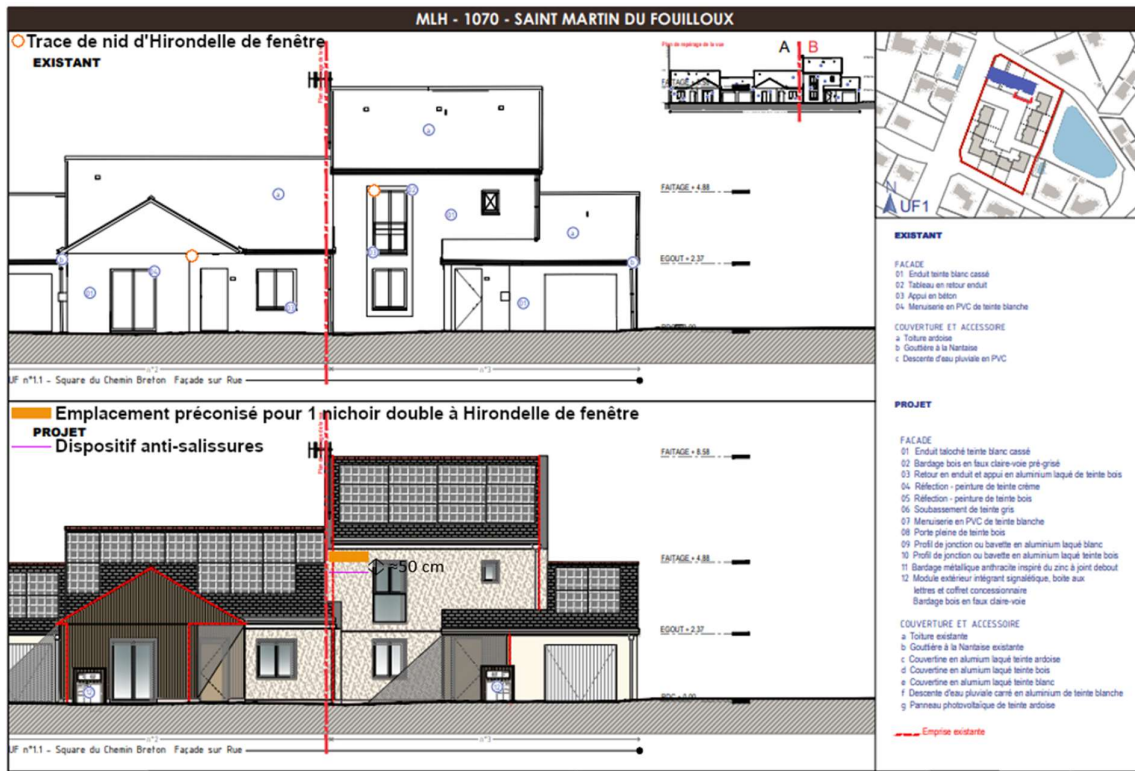 MLH - 1070 - SAINT MARTIN DU FOUILLOUX
Trace de nid d'Hirondelle de fenêtre
EXISTANT
Plan de repérage de la vue
A B
FAITAGE + 4.88
EGOUT + 2.37
n°2
n°3
UF n°1.1 - Square du Chemin Breton Façade sur Rue
UF1
N
EXISTANT
FACADE
01 Enduit teinte blanc cassé
02 Tableau en retour enduit
03 Appui en béton
04 Menuiserie en PVC de teinte blanche
COUVERTURE ET ACCESSOIRE
a Toiture ardoise
b Gouttière à la Nantaise
c Descente d'eau pluviale en PVC
Emplacement préconisé pour 1 nichoir double à Hirondelle de fenêtre
PROJET
Dispositif anti-salissures
FAITAGE + 8.58
FAITAGE + 4.88
~50 cm
EGOUT + 2.37
RDC + 0.00
n°2
n°3
UF n°1.1 - Square du Chemin Breton Façade sur Rue
PROJET
FACADE
01 Enduit taloché teinte blanc cassé
02 Bardage bois en faux claire-voie pré-grisé
03 Retour en enduit et appui en aluminium laqué de teinte bois
04 Réfection - peinture de teinte crème
05 Réfection - peinture de teinte bois
06 Soubassement de teinte gris
07 Menuiserie en PVC de teinte blanche
08 Porte pleine de teinte bois
09 Profil de jonction ou bavette en aluminium laqué blanc
10 Profil de jonction ou bavette en aluminium laqué teinte bois
11 Bardage métallique anthracite inspiré du zinc à joint debout
12 Module extérieur intégrant signalétique, boite aux
lettres et coffret concessionnaire
Bardage bois en faux claire-voie
COUVERTURE ET ACCESSOIRE
a Toiture existante
b Gouttière à la Nantaise existante
c Couvertine en alumium laqué teinte ardoise
d Couvertine en alumium laqué teinte bois
e Couvertine en alumium laqué teinte blanc
f Descente d'eau pluviale carré en aluminium de teinte blanche
g Panneau photovoltaïque de teinte ardoise
Emprise existante